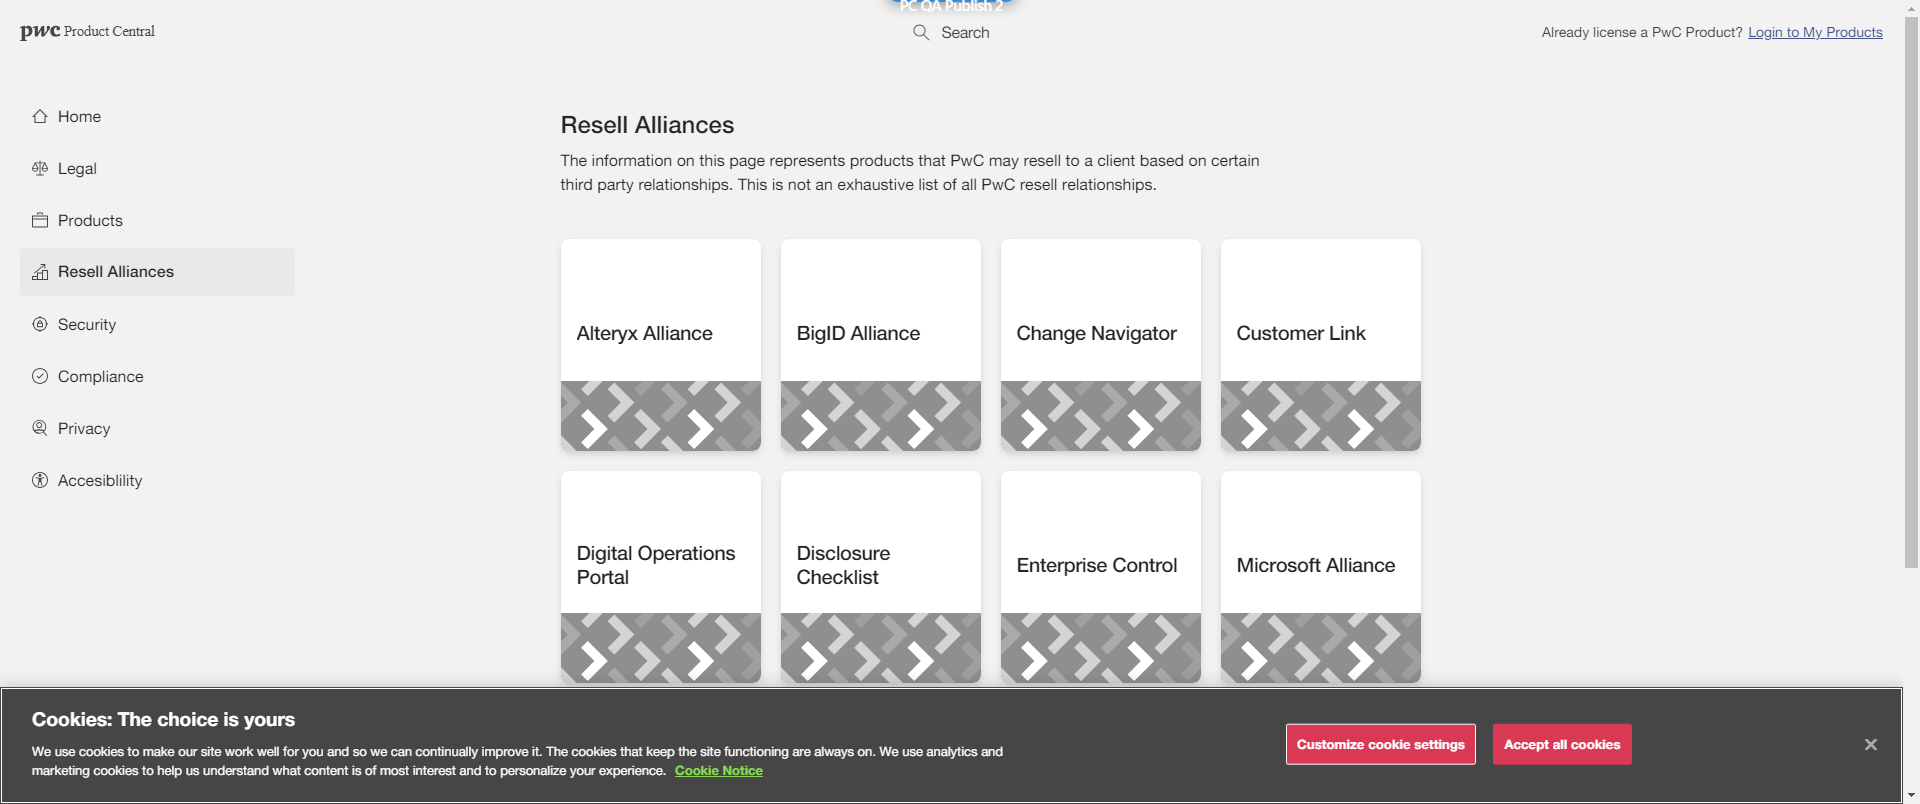 PC QA Publish 2
pwc Product Central
Search
Already license a PwC Product? Login to My Products
Home
Legal
Products
Resell Alliances
Security
Compliance
Privacy
Accesiblility
Resell Alliances
The information on this page represents products that PwC may resell to a client based on certain
third party relationships. This is not an exhaustive list of all PwC resell relationships.
Alteryx Alliance
BigID Alliance
Change Navigator
Customer Link
Digital Operations
Portal
Disclosure
Checklist
Enterprise Control
Microsoft Alliance
Cookies: The choice is yours
We use cookies to make our site work well for you and so we can continually improve it. The cookies that keep the site functioning are always on. We use analytics and
marketing cookies to help us understand what content is of most interest and to personalize your experience. Cookie Notice
Customize cookie settings
Accept all cookies